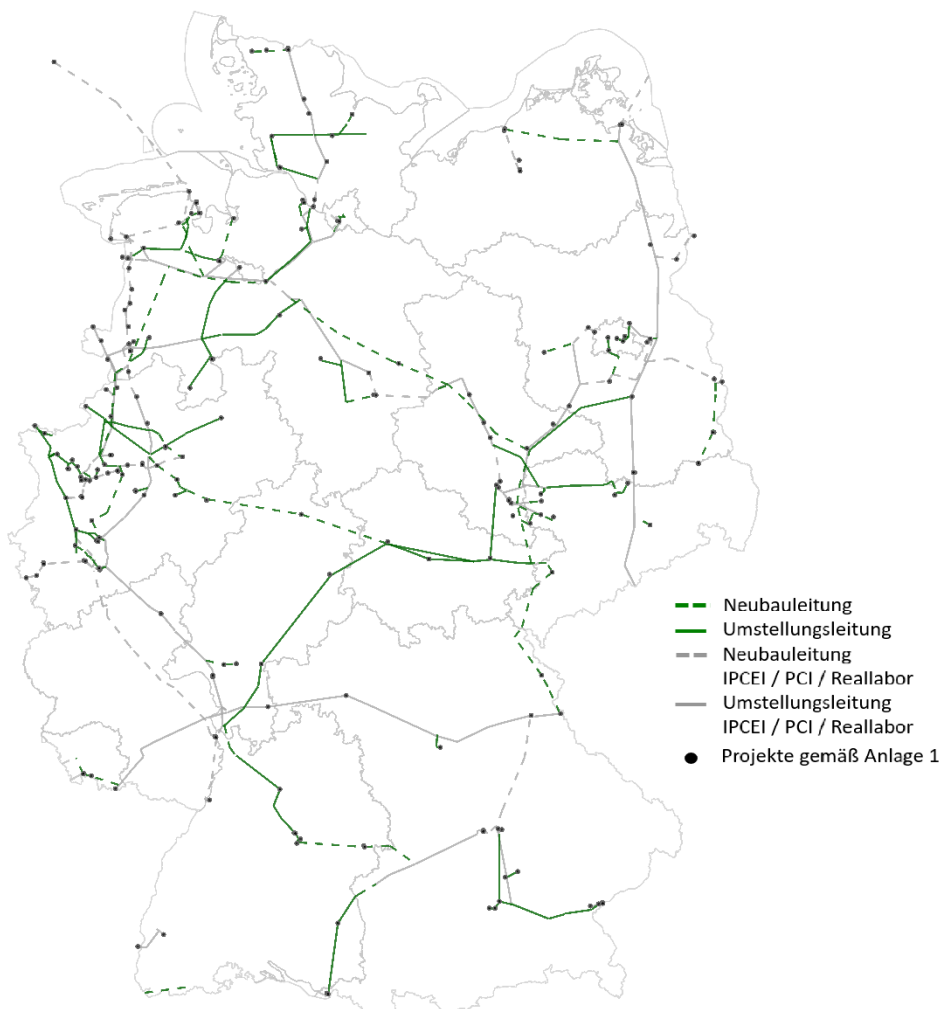 Neubauleitung
Umstellungsleitung
Neubauleitung
IPCEI / PCI / Reallabor
Umstellungsleitung
IPCEI / PCI / Reallabor
Projekte gemäß Anlage 1